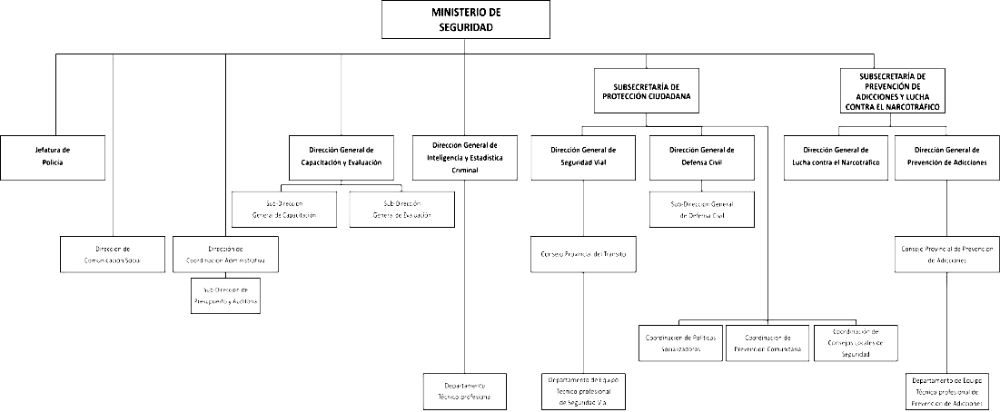 MINISTERIO DE
SEGURIDAD
SUBSECRETARÍA DE
PROTECCIÓN CIUDADANA
SUBSECRETARÍA DE
PREVENCIÓN DE
ADICCIONES Y LUCHA
CONTRA EL NARCOTRÁFICO
Jefatura de
Policía
Dirección General de
Capacitación y Evaluación
Dirección General de
Inteligencia y Estadística
Criminal
Dirección General de
Seguridad Vial
Dirección General de
Defensa Civil
Dirección General de
Lucha contra el Narcotráfico
Dirección General de
Prevención de Adicciones
Sub-Dirección
General de Capacitación
Sub-Dirección
General de Evaluación
Sub-Dirección General
de Defensa Civil
Dirección de
Comunicación Social
Dirección de
Coordinación Administrativa
Consejo Provincial del Tránsito
Consejo Provincial de Prevención
de Adicciones
Sub-Dirección de
Presupuesto y Auditoría
Coordinación de Políticas
Socializadoras
Coordinación de
Prevención Comunitaria
Coordinación de
Consejos Locales de
Seguridad
Departamento
Técnico-profesional
Departamento de Equipo
Técnico-profesional
de Seguridad Vial
Departamento de Equipo
Técnico-profesional de
Prevención de Adicciones